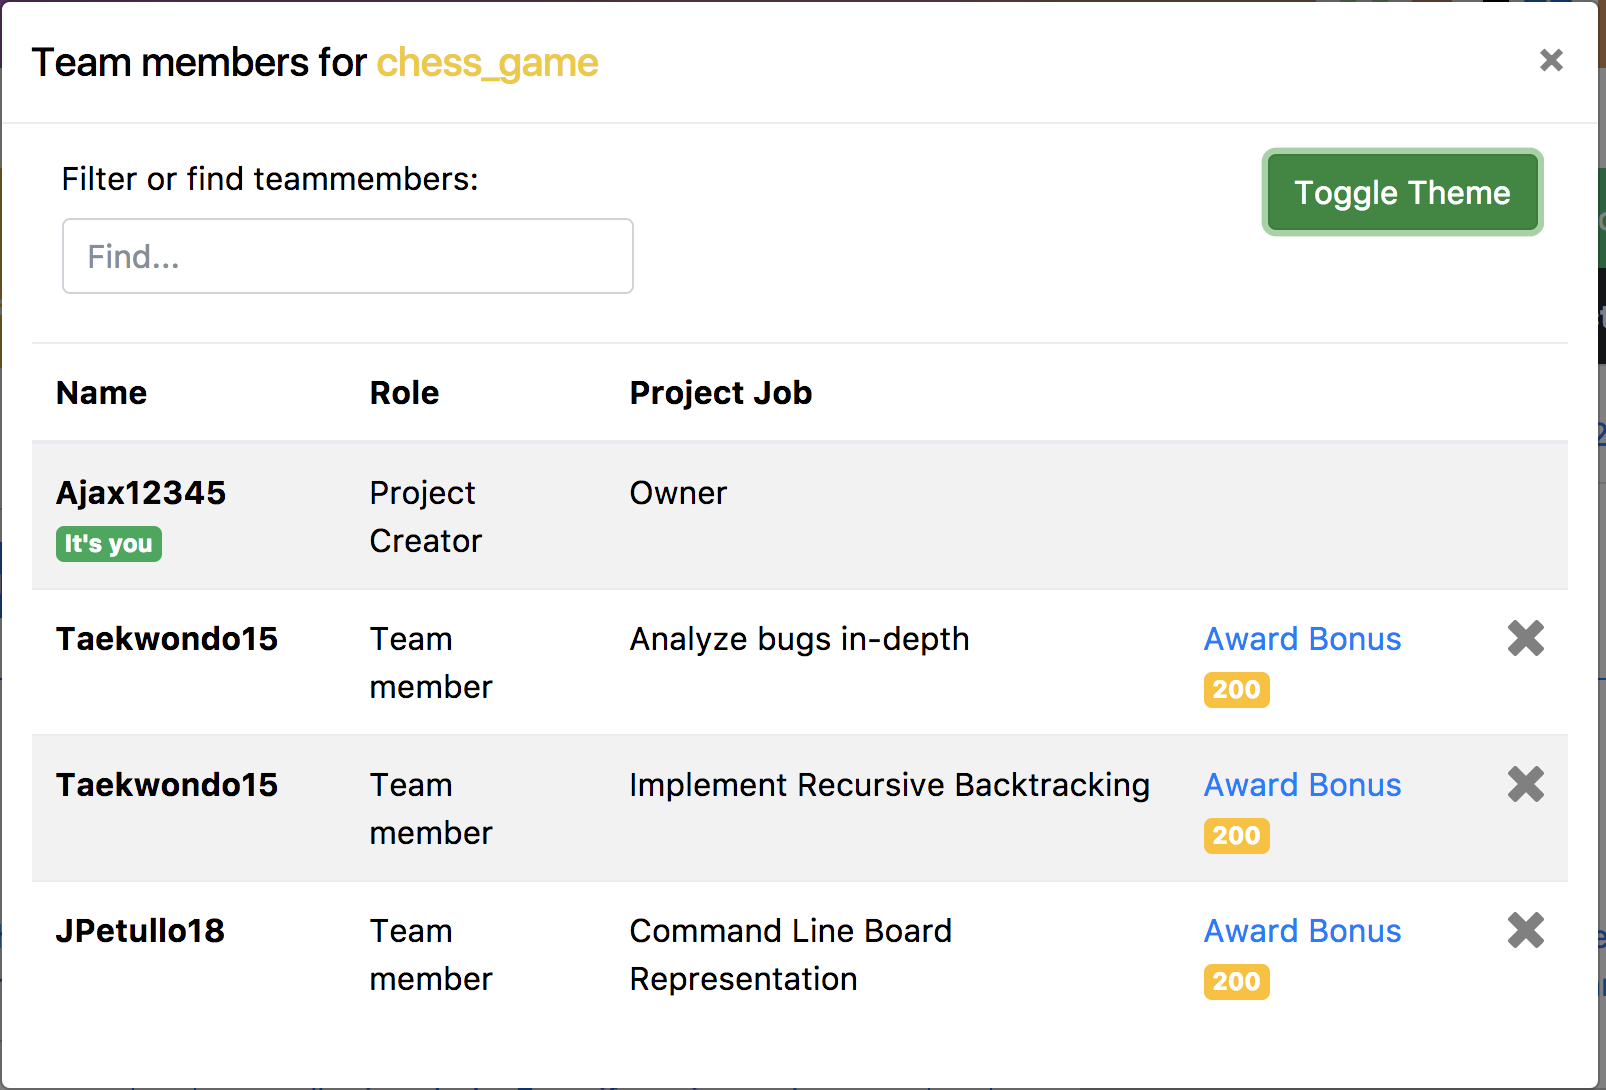 Team members for chess_game
Filter or find teammembers:
Toggle Theme
Find...
Name Role Project Job
Ajax12345 Project Owner
It's you Creator
Taekwondo15 Team Analyze bugs in-depth Award Bonus
member 200
Taekwondo15 Team Implement Recursive Backtracking Award Bonus
member 200
JPetullo18 Team Command Line Board Award Bonus
member Representation 200